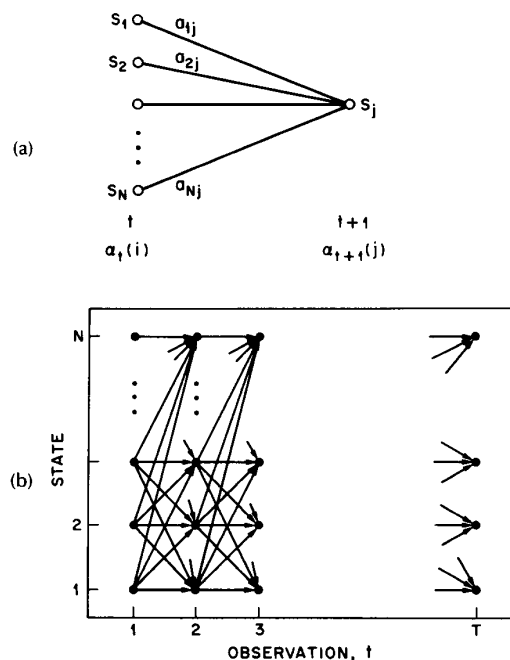 S1 a1j
S2 a2j
Sj
(a)
SN aNj
t t+1
αt(i) αt+1(j)
N
STATE
(b)
2
1
1 2 3 T
OBSERVATION, t